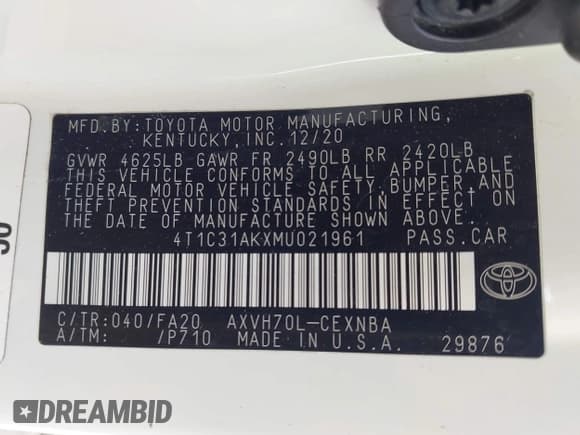 MFD.BY:TOYOTA MOTOR MANUFACTURING,
KENTUCKY, INC. 12/20
GVWR 4625LB GAWR FR 2490LB RR 2420LB
THIS VEHICLE CONFORMS TO ALL APPLICABLE
FEDERAL MOTOR VEHICLE SAFETY, BUMPER, AND
THEFT PREVENTION STANDARDS IN EFFECT ON
THE DATE OF MANUFACTURE SHOWN ABOVE.
4T1C31AKXMU021961 PASS.CAR
C/TR:040/FA20 AXVH70L-CEXNBA
A/TM: /P710 MADE IN U.S.A. 29876
DREAMBID